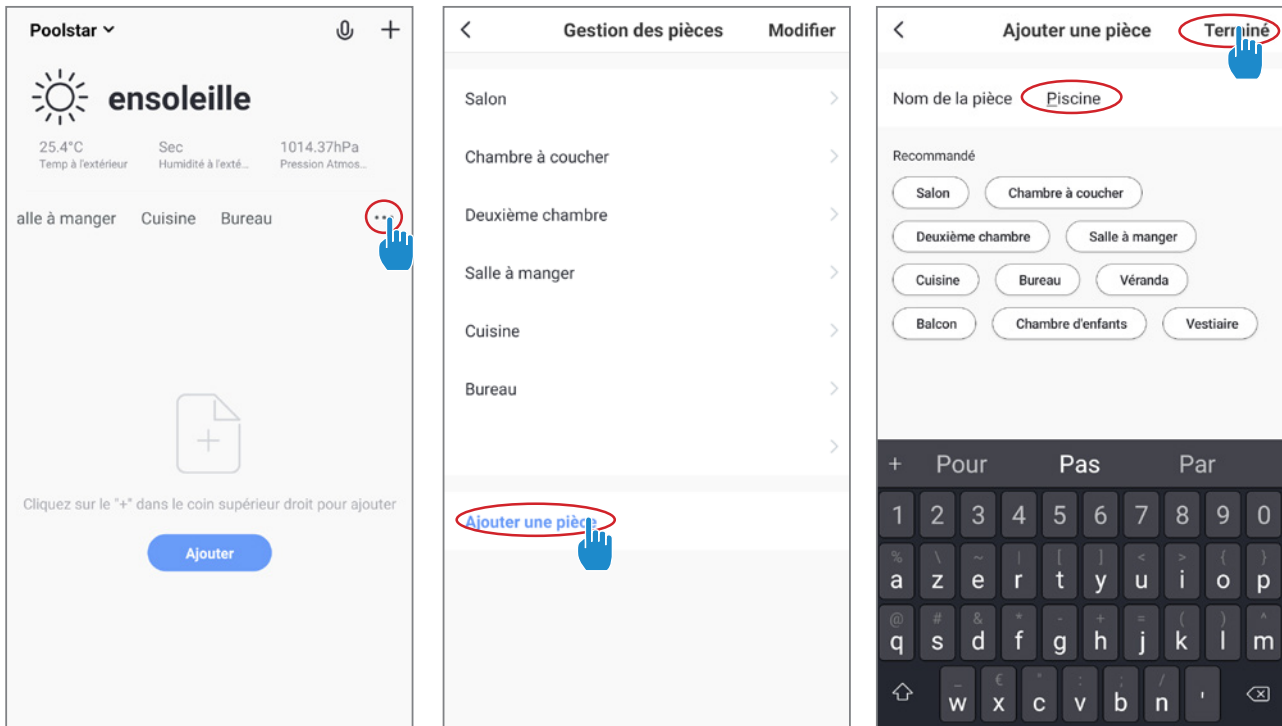 Poolstar
ensoleille
25.4°C Sec 1014.37hPa
Temp à l'extérieur Humidité à l'exté... Pression Atmos...
alle à manger Cuisine Bureau ...
Cliquez sur le "+" dans le coin supérieur droit pour ajouter
Ajouter
Gestion des pièces Modifier
Salon
Chambre à coucher
Deuxième chambre
Salle à manger
Cuisine
Bureau
Ajouter une pièce
Ajouter une pièce Terminé
Nom de la pièce Piscine
Recommandé
Salon Chambre à coucher
Deuxième chambre Salle à manger
Cuisine Bureau Véranda
Balcon Chambre d'enfants Vestiaire
+ Pour Pas Par
1 2 3 4 5 6 7 8 9 0
% \ ~ | [ ] < > { }
a z e r t y u i o p
@ # & * - + = ( ) ^
q s d f g h j k l m
_ € " : ; /
w x c v b n '